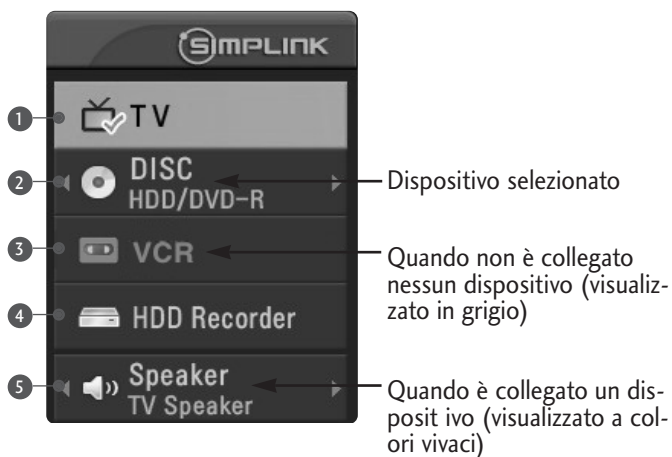 SIMPLINK
1 TV
2 DISC
HDD/DVD-R
Dispositivo selezionato
3 VCR
Quando non è collegato
nessun dispositivo (visualiz-
zato in grigio)
4 HDD Recorder
5 Speaker
TV Speaker
Quando è collegato un dis-
posit ivo (visualizzato a col-
ori vivaci)